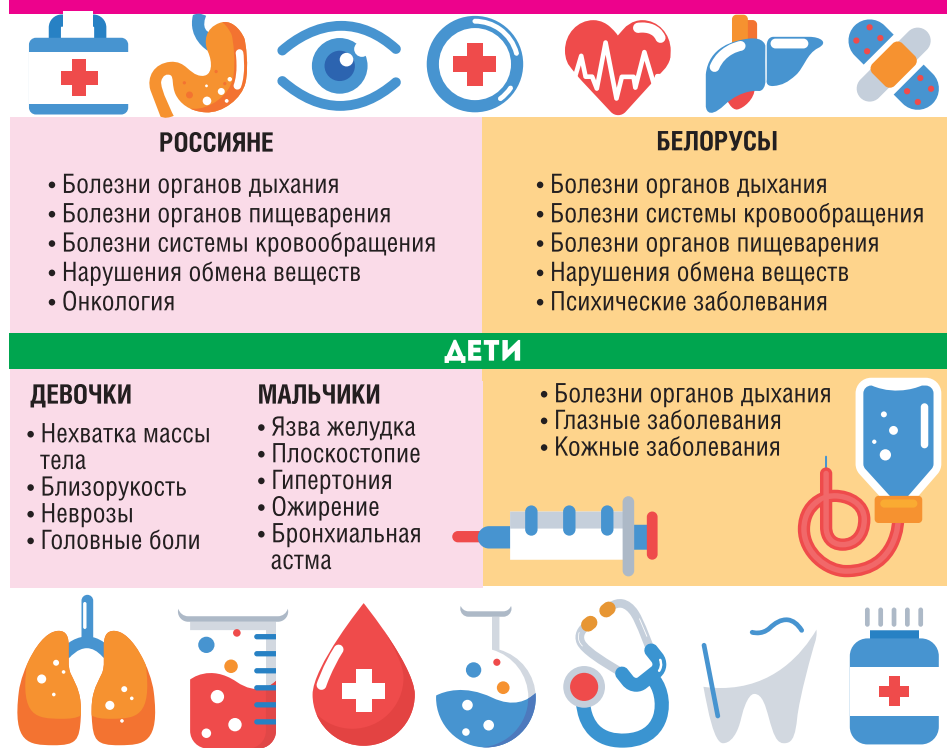 РОССИЯНЕ
• Болезни органов дыхания
• Болезни органов пищеварения
• Болезни системы кровообращения
• Нарушения обмена веществ
• Онкология
БЕЛОРУСЫ
• Болезни органов дыхания
• Болезни системы кровообращения
• Болезни органов пищеварения
• Нарушения обмена веществ
• Психические заболевания
ДЕТИ
ДЕВОЧКИ
• Нехватка массы
тела
• Близорукость
• Неврозы
• Головные боли
МАЛЬЧИКИ
• Язва желудка
• Плоскостопие
• Гипертония
• Ожирение
• Бронхиальная
астма
• Болезни органов дыхания
• Глазные заболевания
• Кожные заболевания